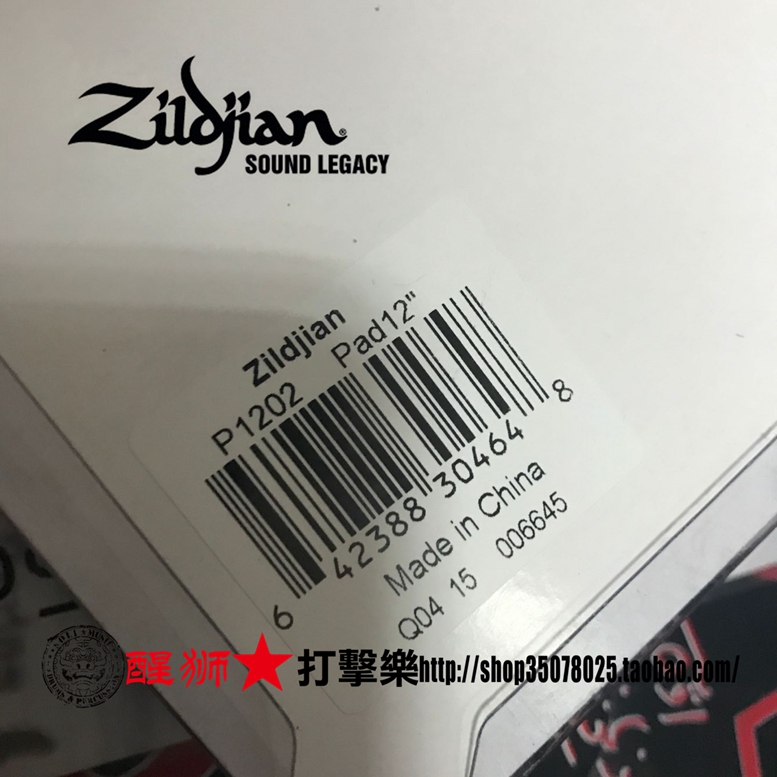 Zildjian®
SOUND LEGACY
Zildjian
P1202 Pad12"
6 42388 30464 8
Made in China
Q04 15 006645
醒狮★打擊樂http://shop35078025.taobao.com/